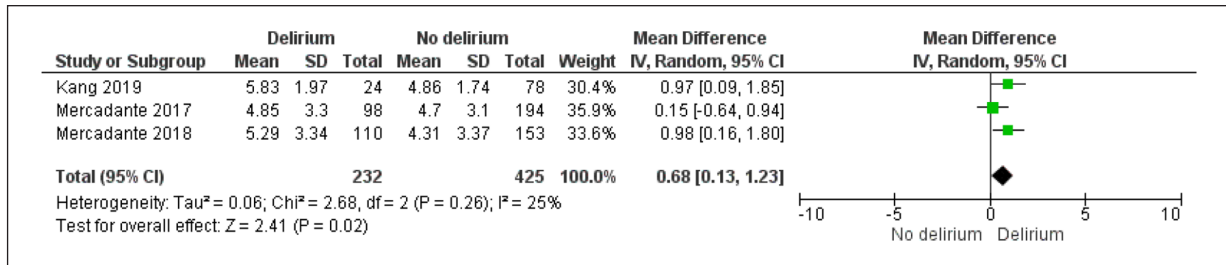 Delirium No delirium Mean Difference Mean Difference
Study or Subgroup Mean SD Total Mean SD Total Weight IV, Random, 95% CI IV, Random, 95% CI
Kang 2019 5.83 1.97 24 4.86 1.74 78 30.4% 0.97 [0.09, 1.85]
Mercadante 2017 4.85 3.3 98 4.7 3.1 194 35.9% 0.15 [-0.64, 0.94]
Mercadante 2018 5.29 3.34 110 4.31 3.37 153 33.6% 0.98 [0.16, 1.80]
Total (95% CI) 232 425 100.0% 0.68 [0.13, 1.23]
Heterogeneity: Tau² = 0.06; Chi² = 2.68, df = 2 (P = 0.26); I² = 25%
Test for overall effect: Z = 2.41 (P = 0.02)
-10 -5 0 5 10
No delirium Delirium